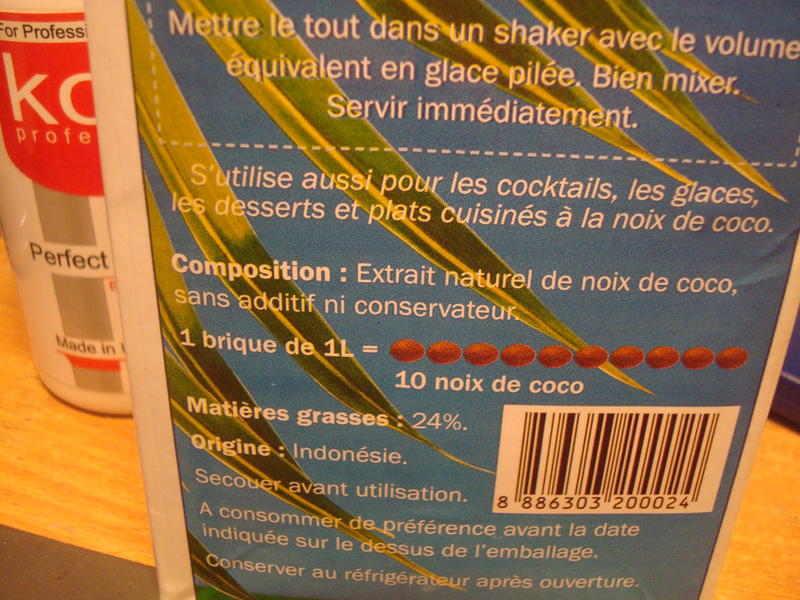 Mettre le tout dans un shaker avec le volume
équivalent en glace pilée. Bien mixer.
Servir immédiatement.
S'utilise aussi pour les cocktails, les glaces,
les desserts et plats cuisinés à la noix de coco.
Composition : Extrait naturel de noix de coco,
sans additif ni conservateur.
1 brique de 1L =
10 noix de coco
Matières grasses : 24%.
Origine : Indonésie.
Secouer avant utilisation.
8 886303 200024
A consommer de préférence avant la date
indiquée sur le dessus de l'emballage.
Conserver au réfrigérateur après ouverture.
For Professi
kc
profe
Perfect
Made in